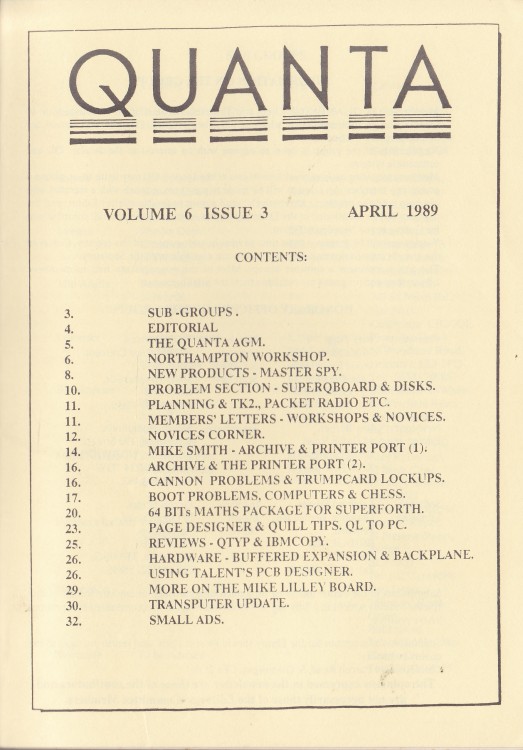 QUANTA
VOLUME 6 ISSUE 3 APRIL 1989
CONTENTS:
3. SUB -GROUPS .
4. EDITORIAL
5. THE QUANTA AGM.
6. NORTHAMPTON WORKSHOP.
8. NEW PRODUCTS - MASTER SPY.
10. PROBLEM SECTION - SUPERQBOARD & DISKS.
11. PLANNING & TK2., PACKET RADIO ETC.
11. MEMBERS' LETTERS - WORKSHOPS & NOVICES.
12. NOVICES CORNER.
14. MIKE SMITH - ARCHIVE & PRINTER PORT (1).
16. ARCHIVE & THE PRINTER PORT (2).
16. CANNON PROBLEMS & TRUMPCARD LOCKUPS.
17. BOOT PROBLEMS, COMPUTERS & CHESS.
20. 64 BITs MATHS PACKAGE FOR SUPERFORTH.
23. PAGE DESIGNER & QUILL TIPS. QL TO PC.
25. REVIEWS - QTYP & IBMCOPY.
26. HARDWARE - BUFFERED EXPANSION & BACKPLANE.
26. USING TALENT'S PCB DESIGNER.
29. MORE ON THE MIKE LILLEY BOARD.
30. TRANSPUTER UPDATE.
32. SMALL ADS.